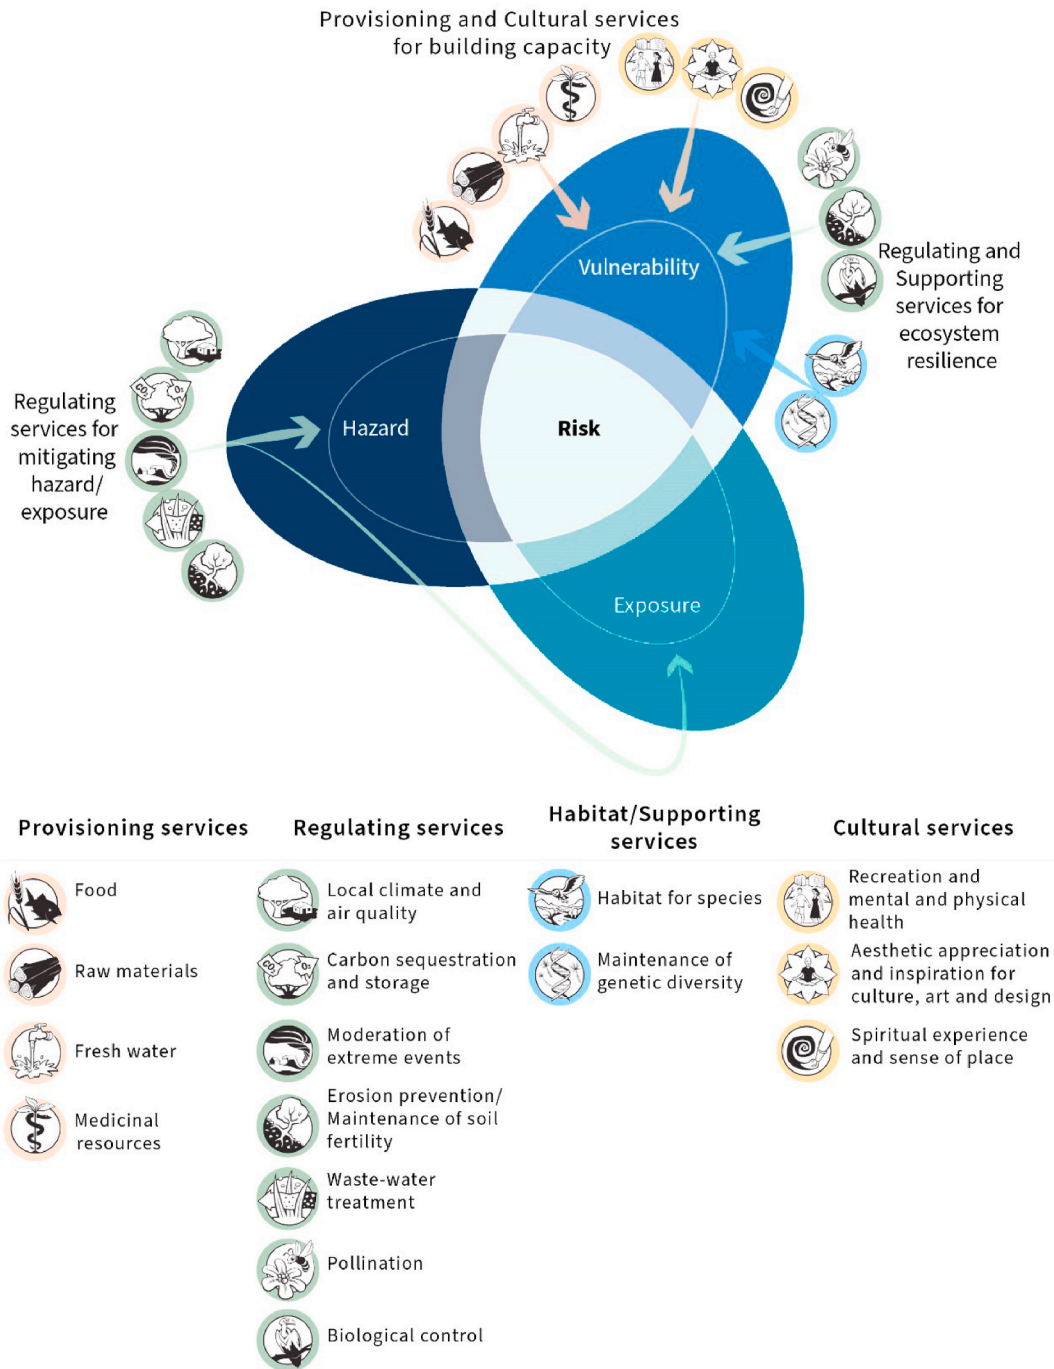 Provisioning and Cultural services
for building capacity
Vulnerability
Regulating and
Supporting
services for
ecosystem
resilience
Regulating
services for
mitigating
hazard/
exposure
CO₂
O₂
Hazard
Risk
Exposure
Provisioning services
Food
Raw materials
Fresh water
Medicinal
resources
Regulating services
Local climate and
air quality
CO₂
O₂
Carbon sequestration
and storage
Moderation of
extreme events
Erosion prevention/
Maintenance of soil
fertility
Waste-water
treatment
Pollination
Biological control
Habitat/Supporting
services
Habitat for species
Maintenance of
genetic diversity
Cultural services
Recreation and
mental and physical
health
Aesthetic appreciation
and inspiration for
culture, art and design
Spiritual experience
and sense of place